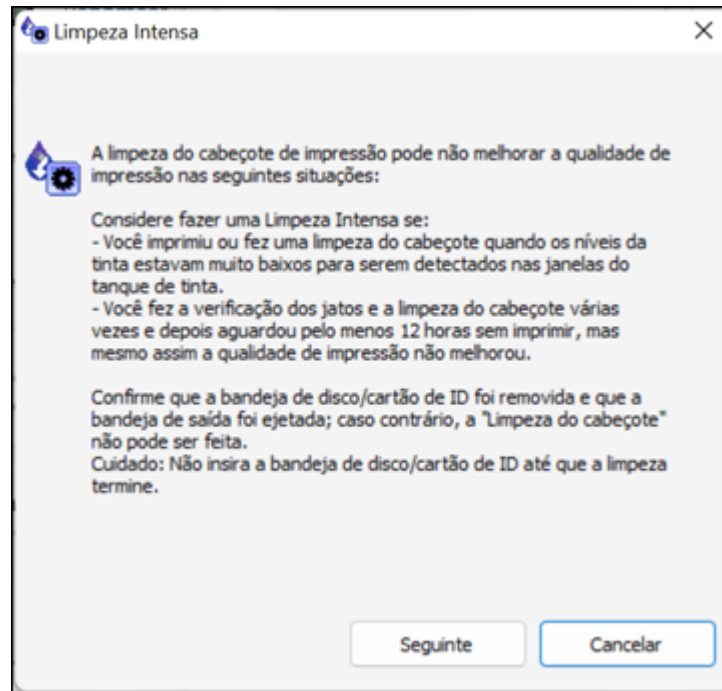 Limpeza Intensa
A limpeza do cabeçote de impressão pode não melhorar a qualidade de
impressão nas seguintes situações:
Considere fazer uma Limpeza Intensa se:
- Você imprimiu ou fez uma limpeza do cabeçote quando os níveis da
tinta estavam muito baixos para serem detectados nas janelas do
tanque de tinta.
- Você fez a verificação dos jatos e a limpeza do cabeçote várias
vezes e depois aguardou pelo menos 12 horas sem imprimir, mas
mesmo assim a qualidade de impressão não melhorou.
Confirme que a bandeja de disco/cartão de ID foi removida e que a
bandeja de saída foi ejetada; caso contrário, a "Limpeza do cabeçote"
não pode ser feita.
Cuidado: Não insira a bandeja de disco/cartão de ID até que a limpeza
termine.
Seguinte
Cancelar